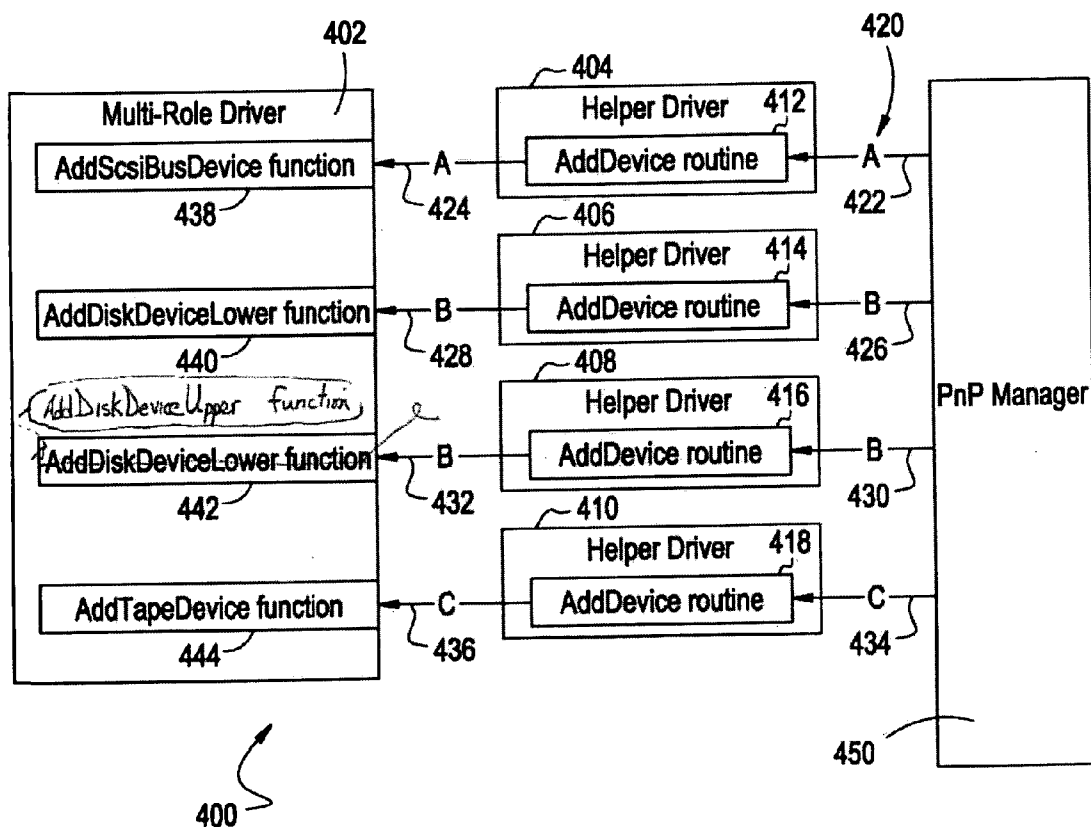 402
404
420
Multi-Role Driver
Helper Driver
412
AddScsiBusDevice function
A
AddDevice routine
A
438
424
422
406
Helper Driver
414
AddDiskDeviceLower function
B
AddDevice routine
B
440
428
426
408
AddDiskDeviceUpper function
Helper Driver
416
PnP Manager
AddDiskDeviceLower function
B
AddDevice routine
B
442
432
430
410
Helper Driver
418
AddTapeDevice function
C
AddDevice routine
C
444
436
434
450
400